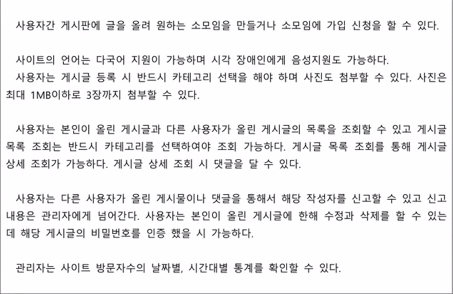 사용자간 게시판에 글을 올려 원하는 소모임을 만들거나 소모임에 가입 신청을 할 수 있다.
사이트의 언어는 다국어 지원이 가능하며 시각 장애인에게 음성지원도 가능하다.
사용자는 게시글 등록 시 반드시 카테고리 선택을 해야 하며 사진도 첨부할 수 있다. 사진은
최대 1MB이하로 3장까지 첨부할 수 있다.
사용자는 본인이 올린 게시글과 다른 사용자가 올린 게시글의 목록을 조회할 수 있고 게시글
목록 조회는 반드시 카테고리를 선택하여야 조회 가능하다. 게시글 목록 조회를 통해 게시글
상세 조회가 가능하다. 게시글 상세 조회 시 댓글을 달 수 있다.
사용자는 다른 사용자가 올린 게시물이나 댓글을 통해서 해당 작성자를 신고할 수 있고 신고
내용은 관리자에게 넘어간다. 사용자는 본인이 올린 게시글에 한해 수정과 삭제를 할 수 있는
데 해당 게시글의 비밀번호를 인증 했을 시 가능하다.
관리자는 사이트 방문자수의 날짜별, 시간대별 통계를 확인할 수 있다.